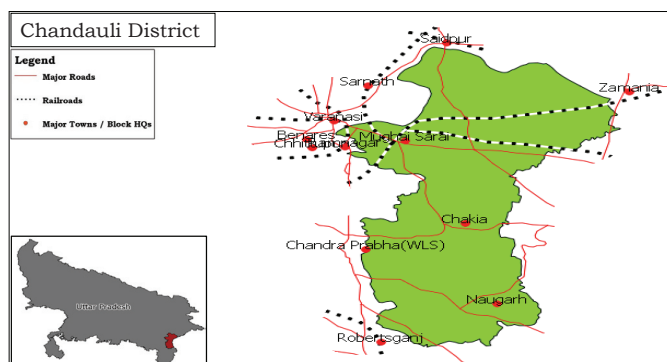 Chandauli District
Legend
Major Roads
Railroads
Major Towns / Block HQs
Saidpur
Sarnath
Zamania
Varanasi
Benares
Mughal Sarai
Chakia
Chandra Prabha(WLS)
Naugarh
Uttar Pradesh
Robertsganj